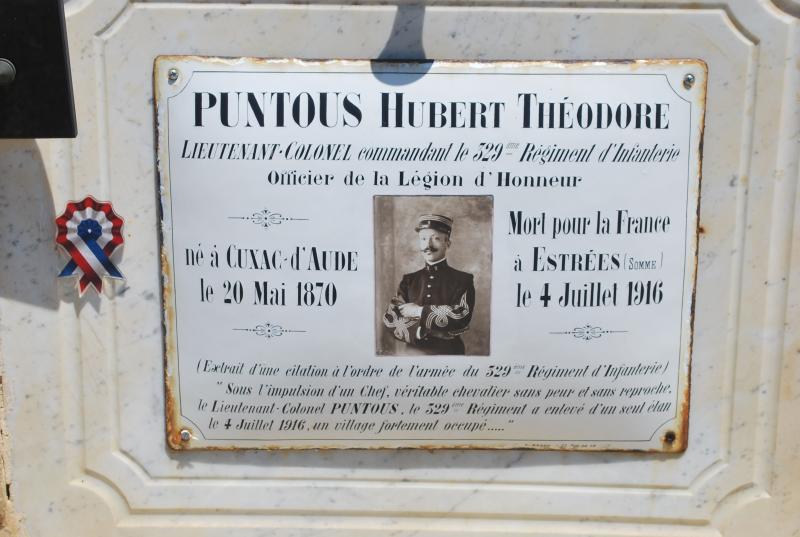 PUNTOUS HUBERT THÉODORE
LIEUTENANT-COLONEL commandant le 329ème Régiment d'Infanterie
Officier de la Légion d'Honneur
né à CUXAC-d'AUDE
le 20 Mai 1870
Mort pour la France
à ESTRÉES (SOMME)
le 4 Juillet 1916
(Extrait d'une citation à l'ordre de l'armée du 329ème Régiment d'Infanterie)
"Sous l'impulsion d'un Chef, véritable chevalier sans peur et sans reproche,
le Lieutenant-Colonel PUNTOUS, le 329ème Régiment a enlevé d'un seul élan
le 4 Juillet 1916, un village fortement occupé....."